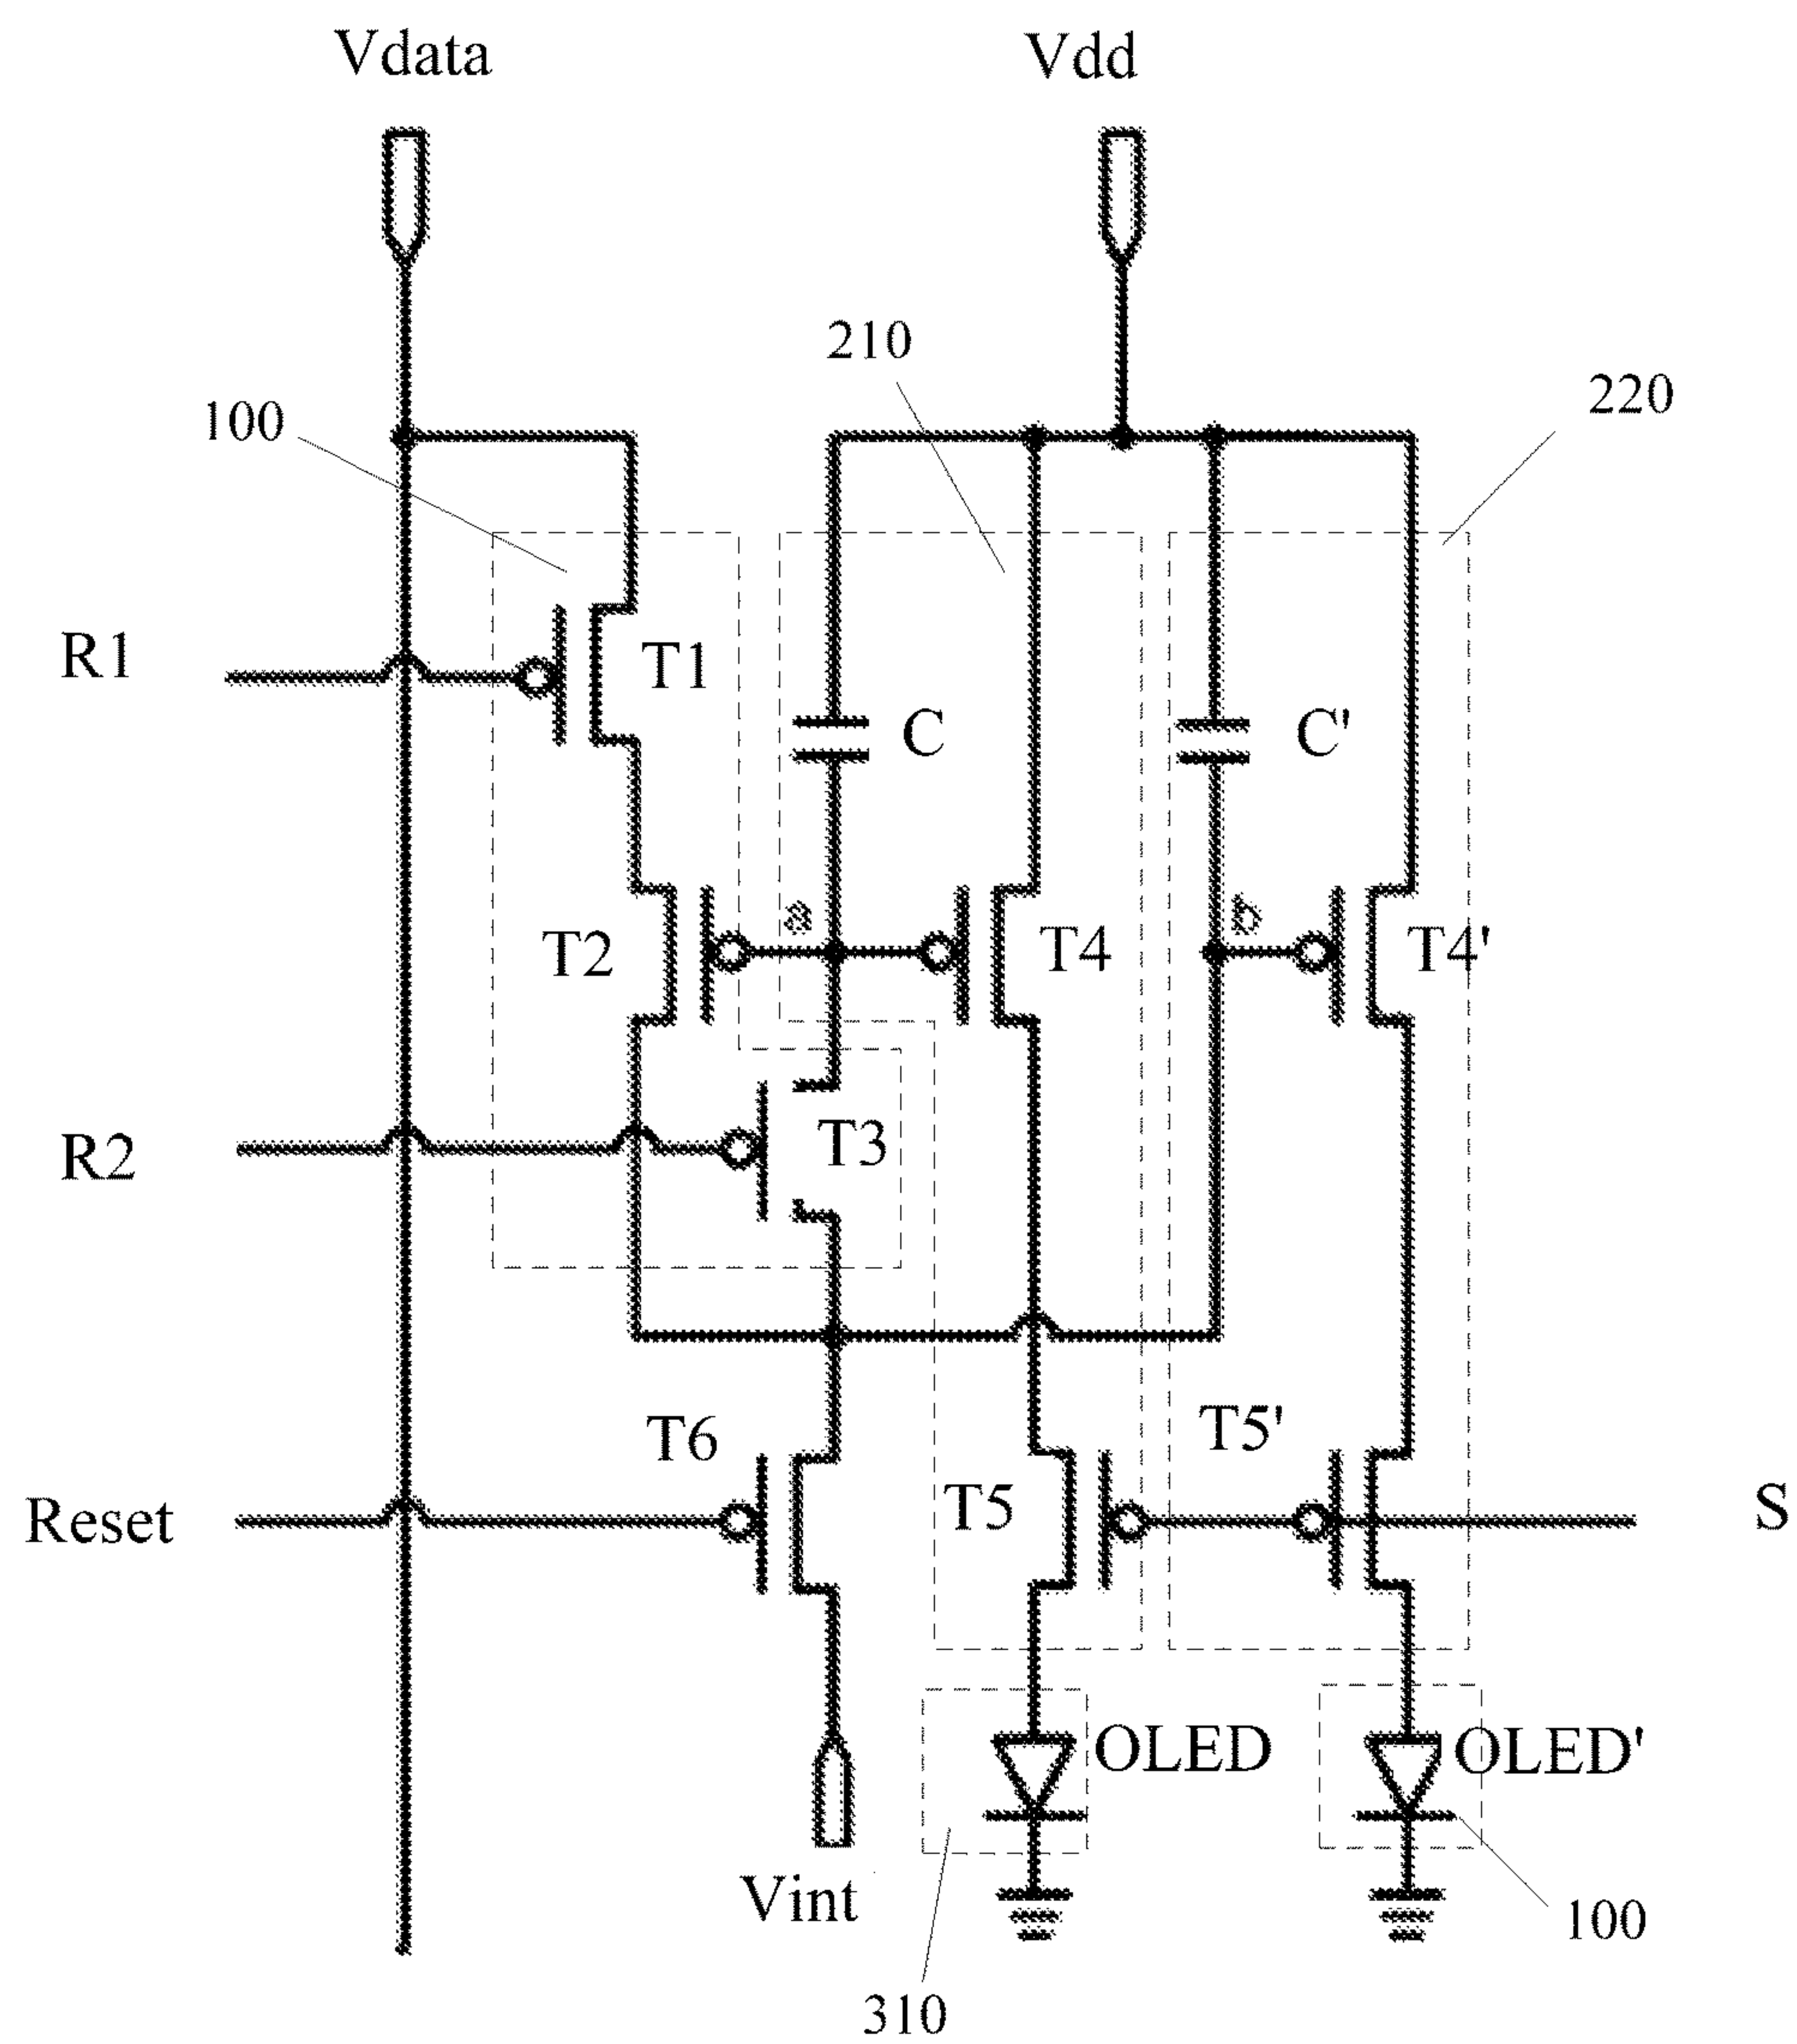 Vdata
Vdd
210
220
100
R1
T1
C
C'
a
b
T2
T4
T4'
R2
T3
T6
T5'
Reset
T5
S
OLED
OLED'
Vint
100
310